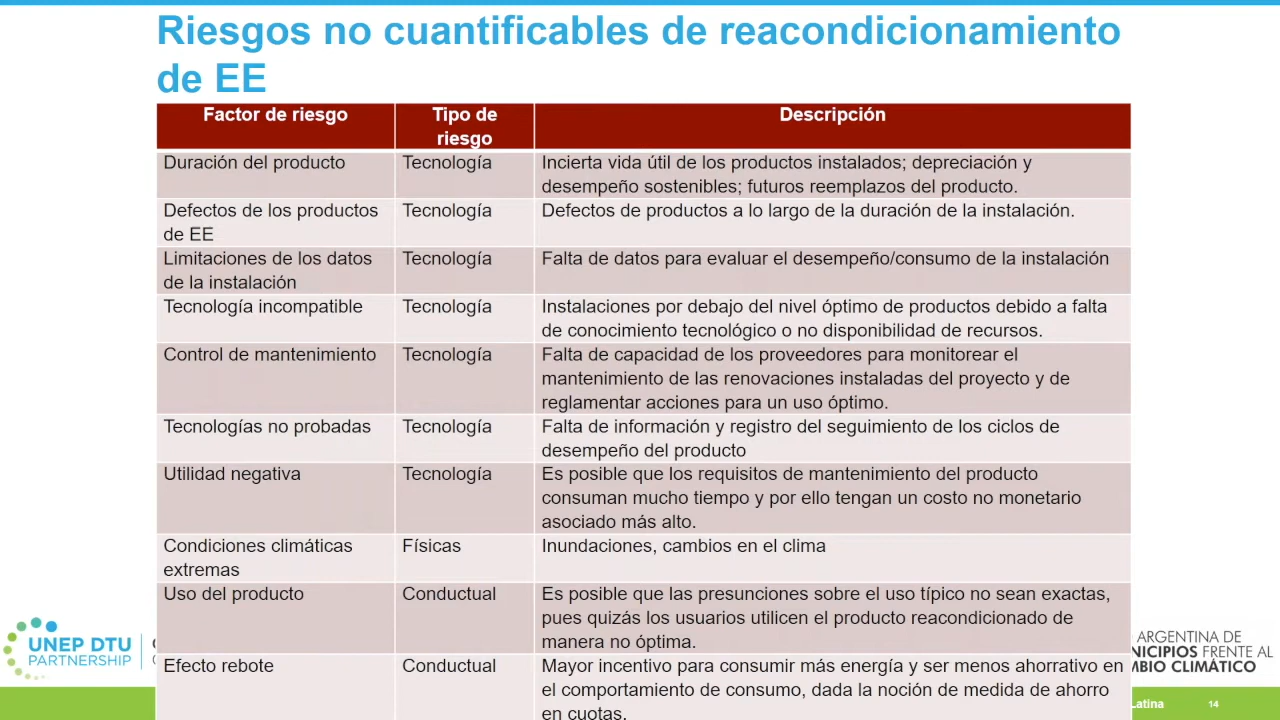 Riesgos no cuantificables de reacondicionamiento
de EE
Factor de riesgo
Tipo de
riesgo
Descripción
Duración del producto
Tecnología
Incierta vida útil de los productos instalados; depreciación y
desempeño sostenibles; futuros reemplazos del producto.
Defectos de los productos
de EE
Tecnología
Defectos de productos a lo largo de la duración de la instalación.
Limitaciones de los datos
de la instalación
Tecnología
Falta de datos para evaluar el desempeño/consumo de la instalación
Tecnología incompatible
Tecnología
Instalaciones por debajo del nivel óptimo de productos debido a falta
de conocimiento tecnológico o no disponibilidad de recursos.
Control de mantenimiento
Tecnología
Falta de capacidad de los proveedores para monitorear el
mantenimiento de las renovaciones instaladas del proyecto y de
reglamentar acciones para un uso óptimo.
Tecnologías no probadas
Tecnología
Falta de información y registro del seguimiento de los ciclos de
desempeño del producto
Utilidad negativa
Tecnología
Es posible que los requisitos de mantenimiento del producto
consuman mucho tiempo y por ello tengan un costo no monetario
asociado más alto.
Condiciones climáticas
extremas
Físicas
Inundaciones, cambios en el clima
Uso del producto
Conductual
Es posible que las presunciones sobre el uso típico no sean exactas,
pues quizás los usuarios utilicen el producto reacondicionado de
manera no óptima.
Efecto rebote
Conductual
Mayor incentivo para consumir más energía y ser menos ahorrativo en
el comportamiento de consumo, dada la noción de medida de ahorro
en cuotas.
UNEP DTU
PARTNERSHIP
ARGENTINA DE
NICIPIOS FRENTE AL
MBIO CLIMÁTICO
Latina
14